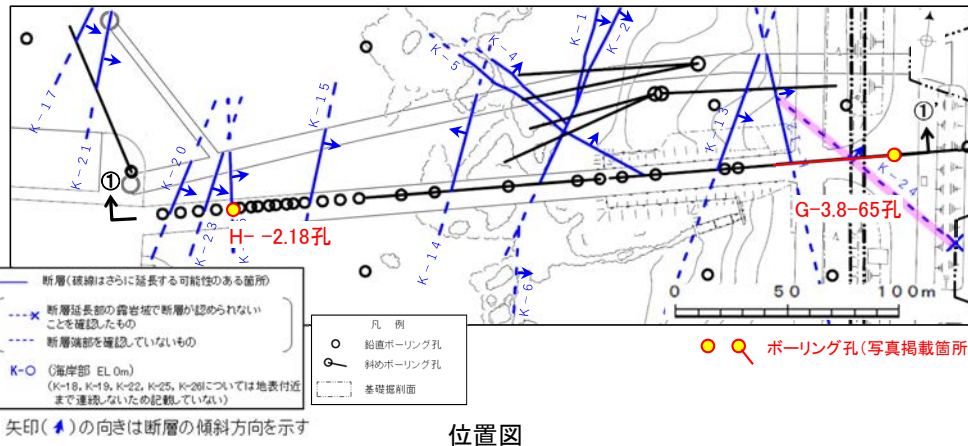 K-17
K-21
K-20
K-23
K-15
K-14
K-5
K-4
K-1
K-2
K-6
K-13
K-24
①
①
H- -2.18孔
G-3.8-65孔
0 50 100m
断層(破線はさらに延長する可能性のある箇所)
断層延長部の露岩域で断層が認められない
ことを確認したもの
断層端部を確認していないもの
K-○ (海岸部 EL 0m)
(K-18, K-19, K-22, K-25, K-26については地表付近
まで連続しないため記載していない)
凡 例
鉛直ボーリング孔
斜めボーリング孔
基礎掘削面
ボーリング孔(写真掲載箇所
矢印( )の向きは断層の傾斜方向を示す
位置図